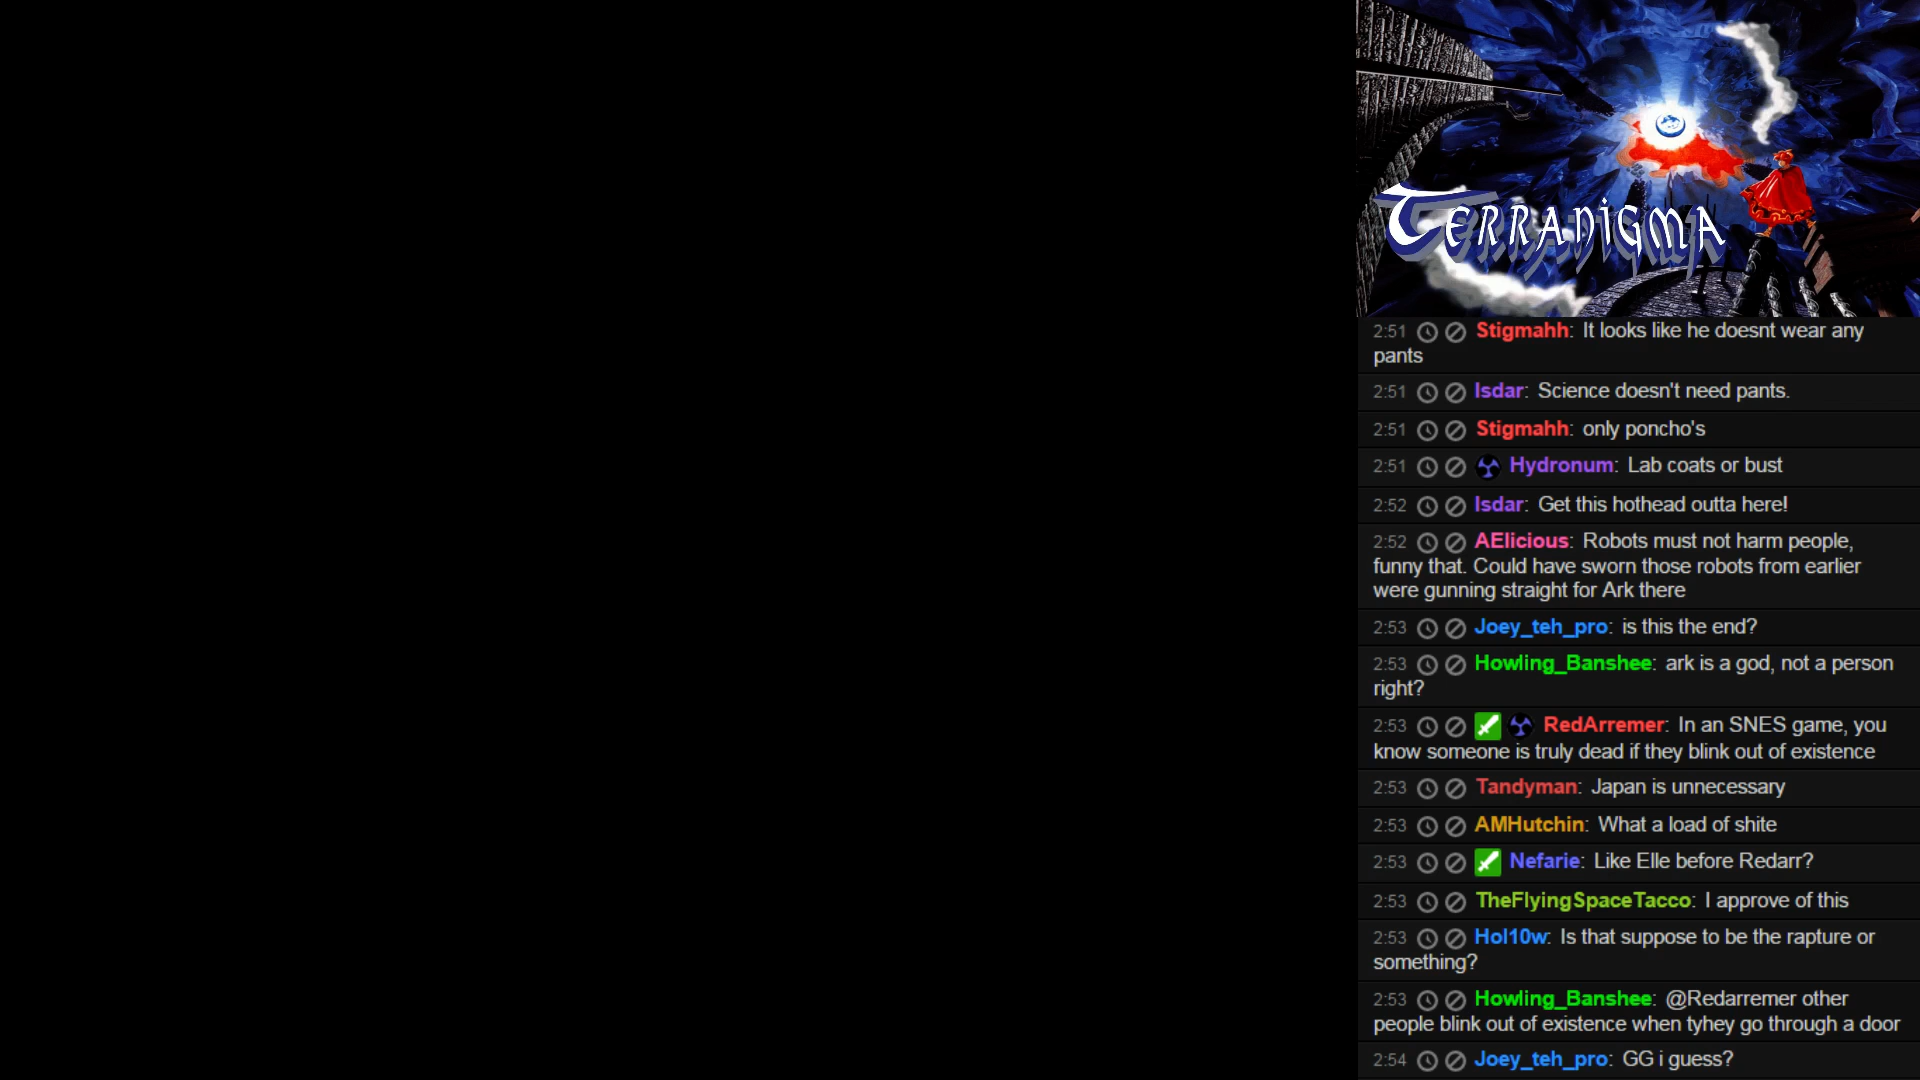 TERRANIGMA
2:51 Stigmahh: It looks like he doesnt wear any
pants
2:51 Isdar: Science doesn't need pants.
2:51 Stigmahh: only poncho's
2:51 Hydronum: Lab coats or bust
2:52 Isdar: Get this hothead outta here!
2:52 AElicious: Robots must not harm people,
funny that. Could have sworn those robots from earlier
were gunning straight for Ark there
2:53 Joey_teh_pro: is this the end?
2:53 Howling_Banshee: ark is a god, not a person
right?
2:53 RedArremer: In an SNES game, you
know someone is truly dead if they blink out of existence
2:53 Tandyman: Japan is unnecessary
2:53 AMHutchin: What a load of shite
2:53 Nefarie: Like Elle before Redarr?
2:53 TheFlyingSpaceTacco: I approve of this
2:53 Hol10w: Is that suppose to be the rapture or
something?
2:53 Howling_Banshee: @Redarremer other
people blink out of existence when tyhey go through a door
2:54 Joey_teh_pro: GG i guess?